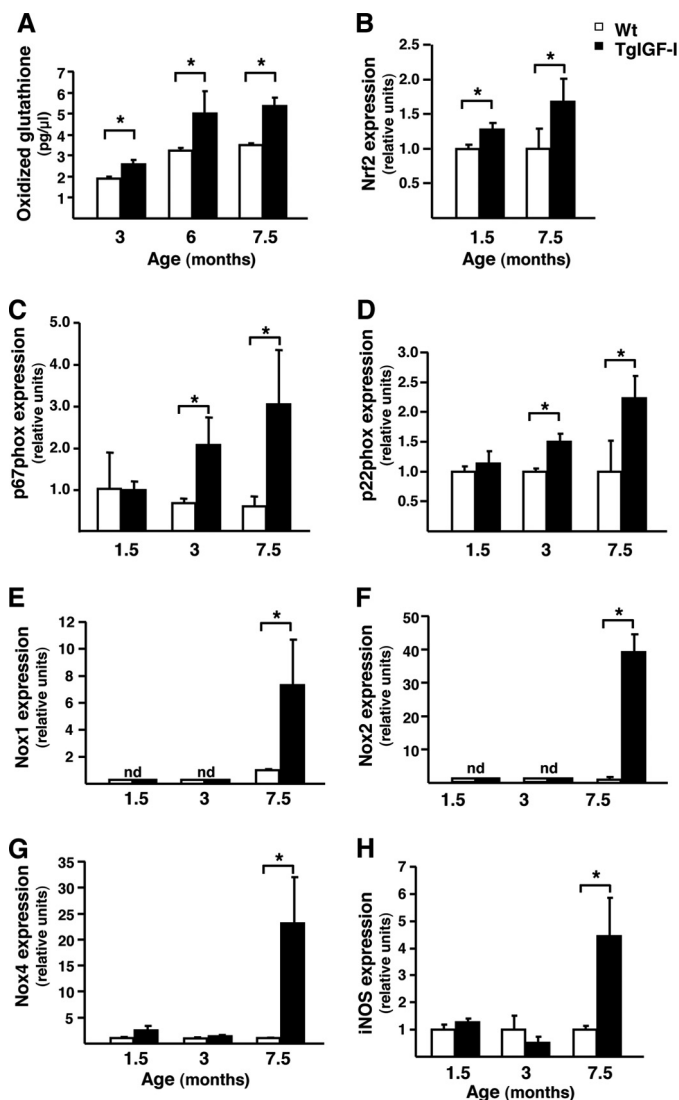 A
Oxidized glutathione
(pg/μl)
7
6
5
4
3
2
1
*
*
*
3 6 7.5
Age (months)
B
Wt
TgIGF-I
Nrf2 expression
(relative units)
2.5
2.0
1.5
1.0
0.5
*
*
1.5 7.5
Age (months)
C
p67phox expression
(relative units)
5.0
4.0
3.0
2.0
1.0
*
*
1.5 3 7.5
D
p22phox expression
(relative units)
3.0
2.5
2.0
1.5
1.0
0.5
*
*
1.5 3 7.5
E
Nox1 expression
(relative units)
12
10
8
6
4
2
nd nd
*
1.5 3 7.5
F
Nox2 expression
(relative units)
50
40
30
20
10
nd nd
*
1.5 3 7.5
G
Nox4 expression
(relative units)
35
30
25
20
15
10
5
*
1.5 3 7.5
Age (months)
H
iNOS expression
(relative units)
7
6
5
4
3
2
1
*
1.5 3 7.5
Age (months)